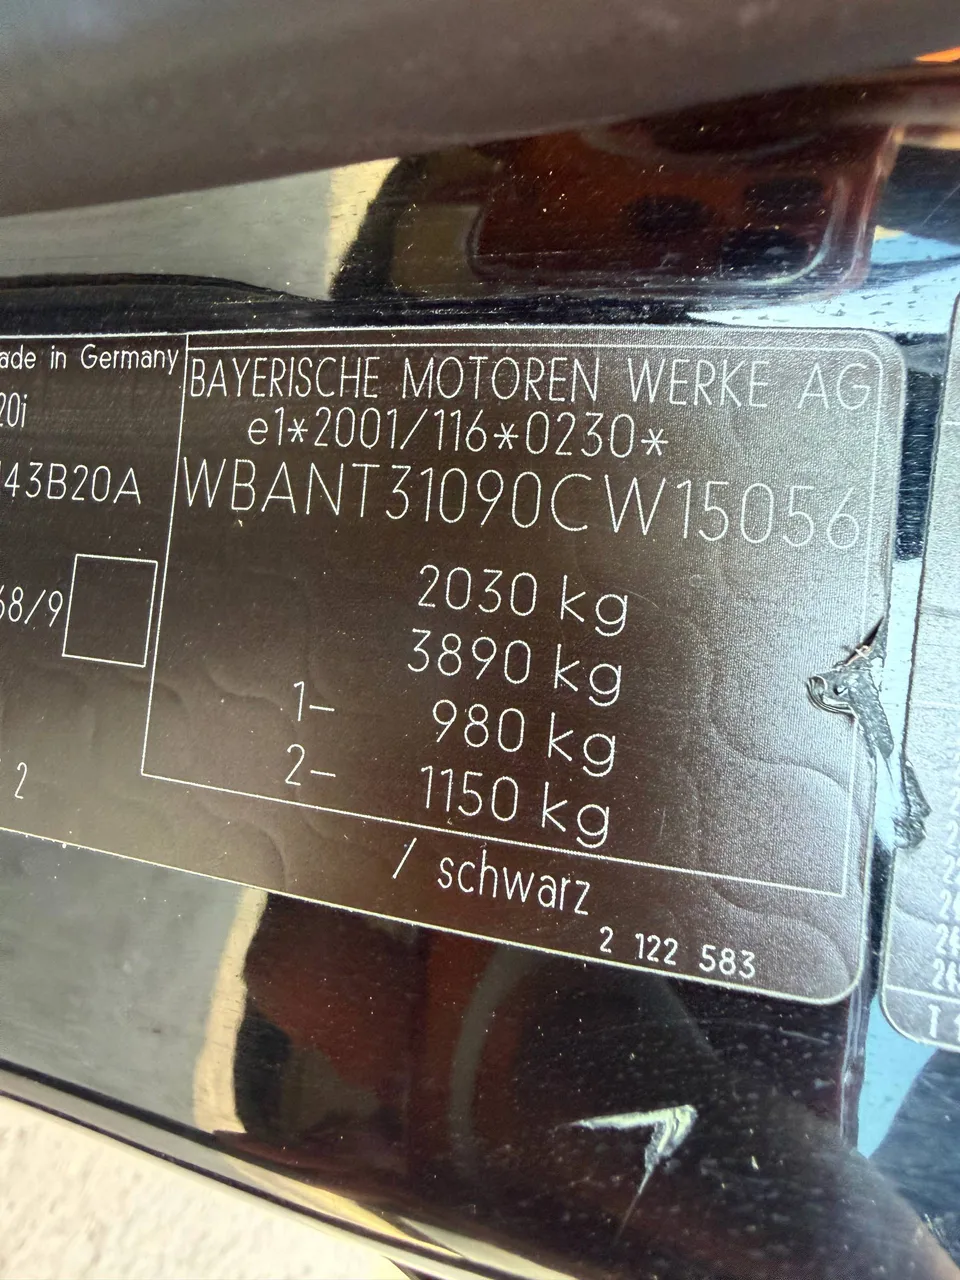 ade in Germany
20i
43B20A
68/9
2
BAYERISCHE MOTOREN WERKE AG
e1*2001/116*0230*
WBANT31090CW15056
2030 kg
3890 kg
1– 980 kg
2– 1150 kg
/ schwarz
2 122 583